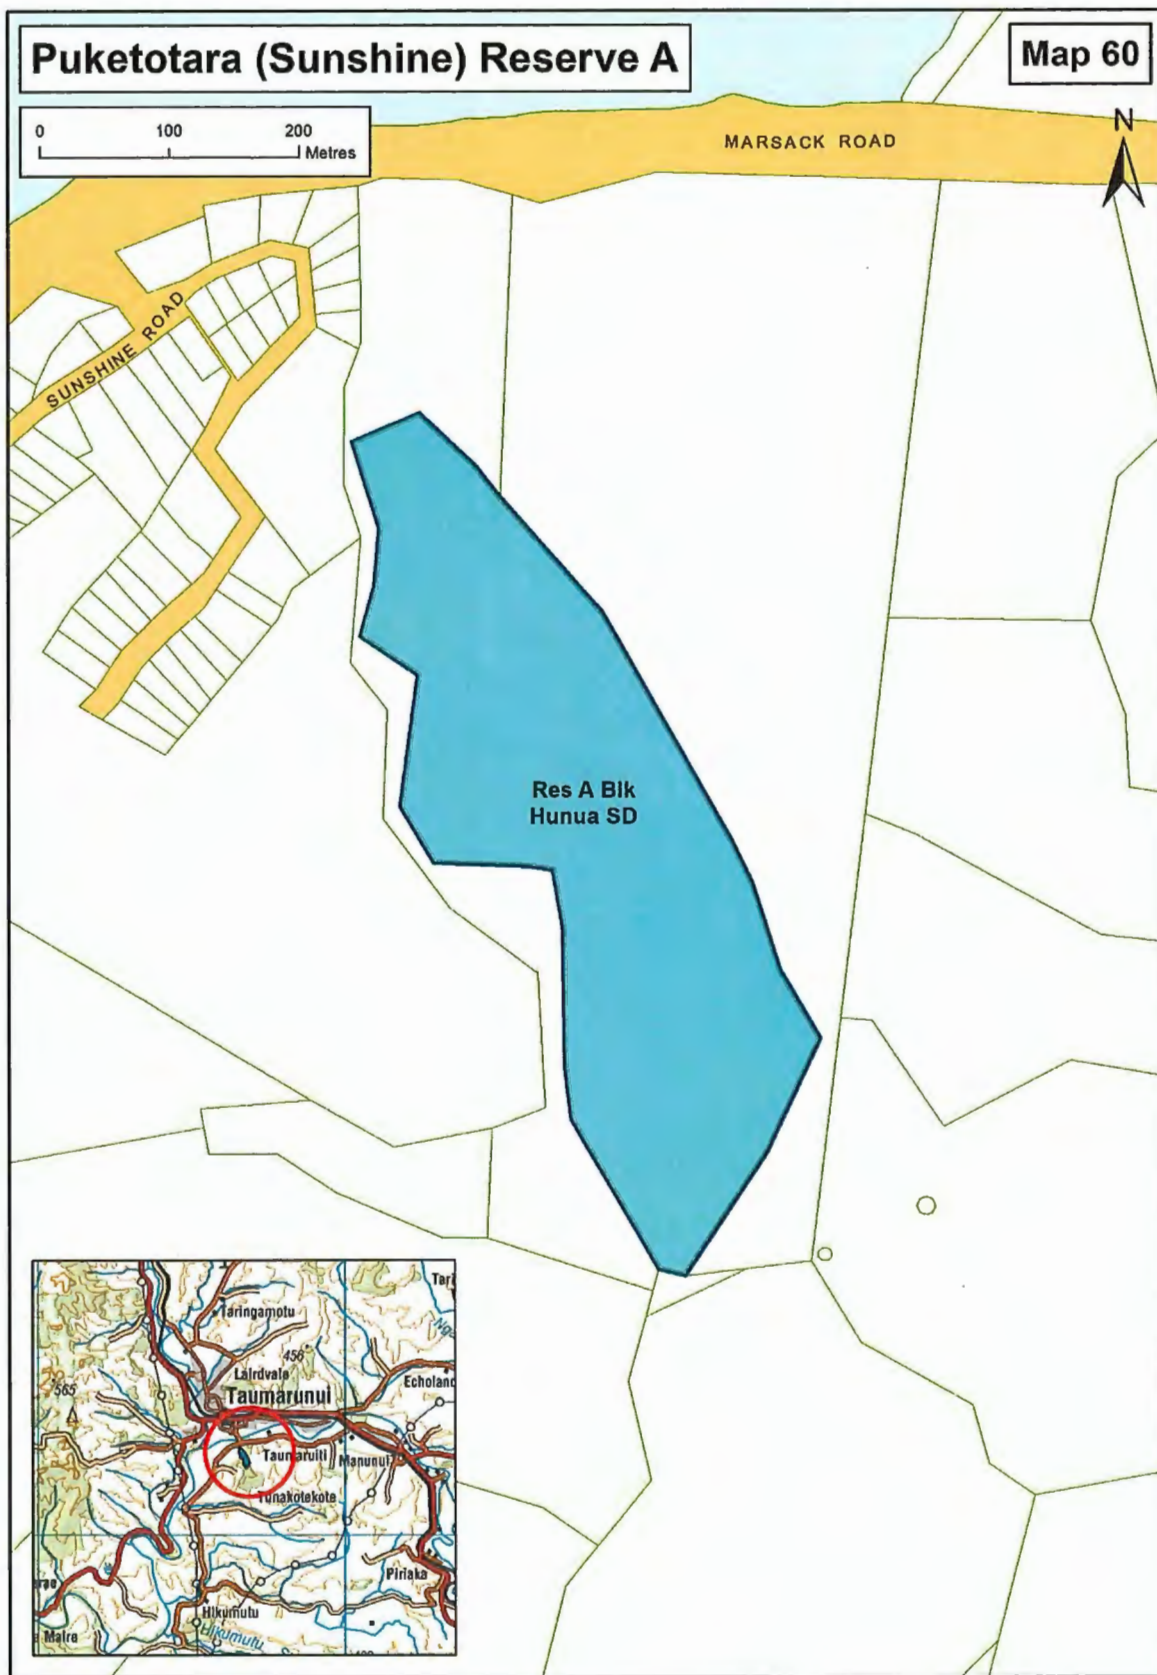 Puketotara (Sunshine) Reserve A
Map 60
0 100 200
Metres
MARSACK ROAD
N
SUNSHINE ROAD
Res A Blk
Hunua SD
Taringamotu
456
Lairdvale
Echoland
565
Taumarunui
Taumaruiti
Manunui
Tunakotekote
Piriaka
Hikumutu
Hikumutu